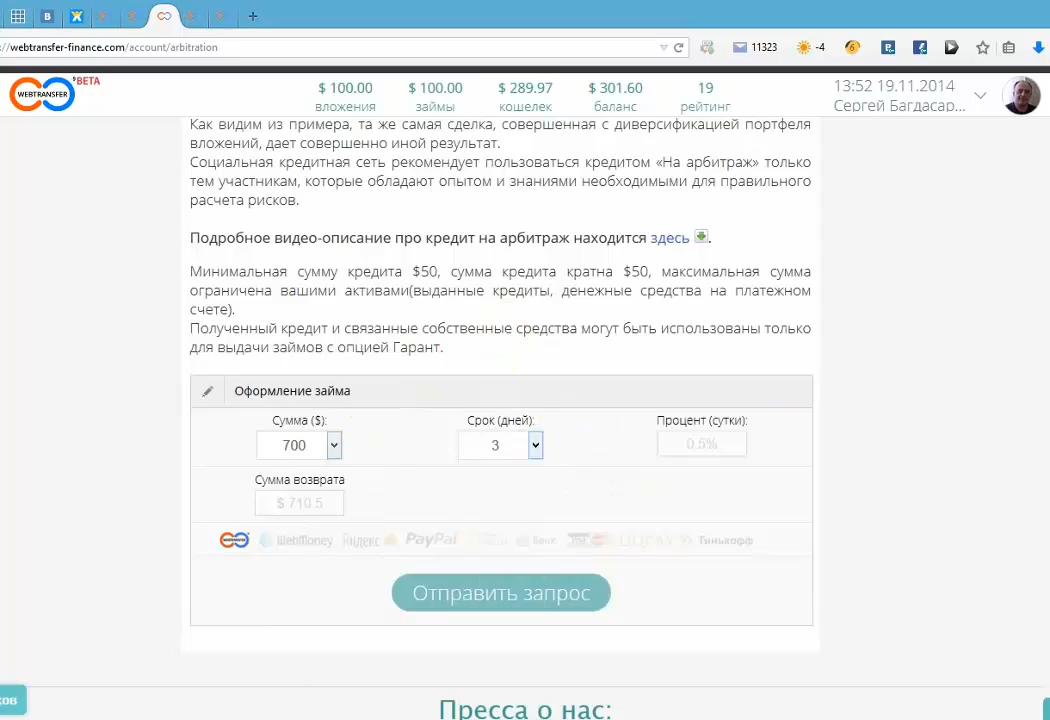 ://webtransfer-finance.com/account/arbitration
11323
-4
WEBTRANSFER
BETA
$ 100.00
вложения
$ 100.00
займы
$ 289.97
кошелек
$ 301.60
баланс
19
рейтинг
13:52 19.11.2014
Сергей Багдасар...
Как видим из примера, та же самая сделка, совершенная с диверсификацией портфеля
вложений, дает совершенно иной результат.
Социальная кредитная сеть рекомендует пользоваться кредитом «На арбитраж» только
тем участникам, которые обладают опытом и знаниями необходимыми для правильного
расчета рисков.
Подробное видео-описание про кредит на арбитраж находится здесь .
Минимальная сумму кредита $50, сумма кредита кратна $50, максимальная сумма
ограничена вашими активами(выданные кредиты, денежные средства на платежном
счете).
Полученный кредит и связанные собственные средства могут быть использованы только
для выдачи займов с опцией Гарант.
Оформление займа
Сумма ($):
700
Срок (дней):
3
Процент (сутки):
0.5%
Сумма возврата
$ 710.5
WebMoney Яндекс PayPal Банк VISA Тинькофф
Отправить запрос
ков
Пресса о нас: